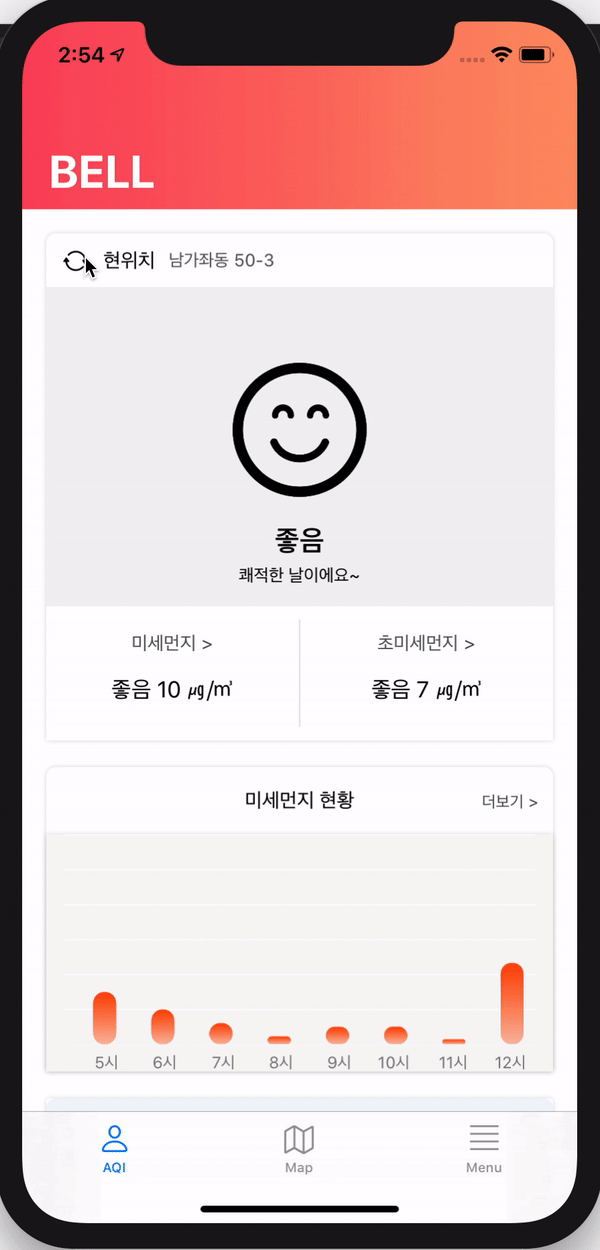 2:54
BELL
현위치 남가좌동 50-3
좋음
쾌적한 날이에요~
미세먼지 > 초미세먼지 >
좋음 10 ㎍/㎥ 좋음 7 ㎍/㎥
미세먼지 현황 더보기 >
5시 6시 7시 8시 9시 10시 11시 12시
AQI Map Menu